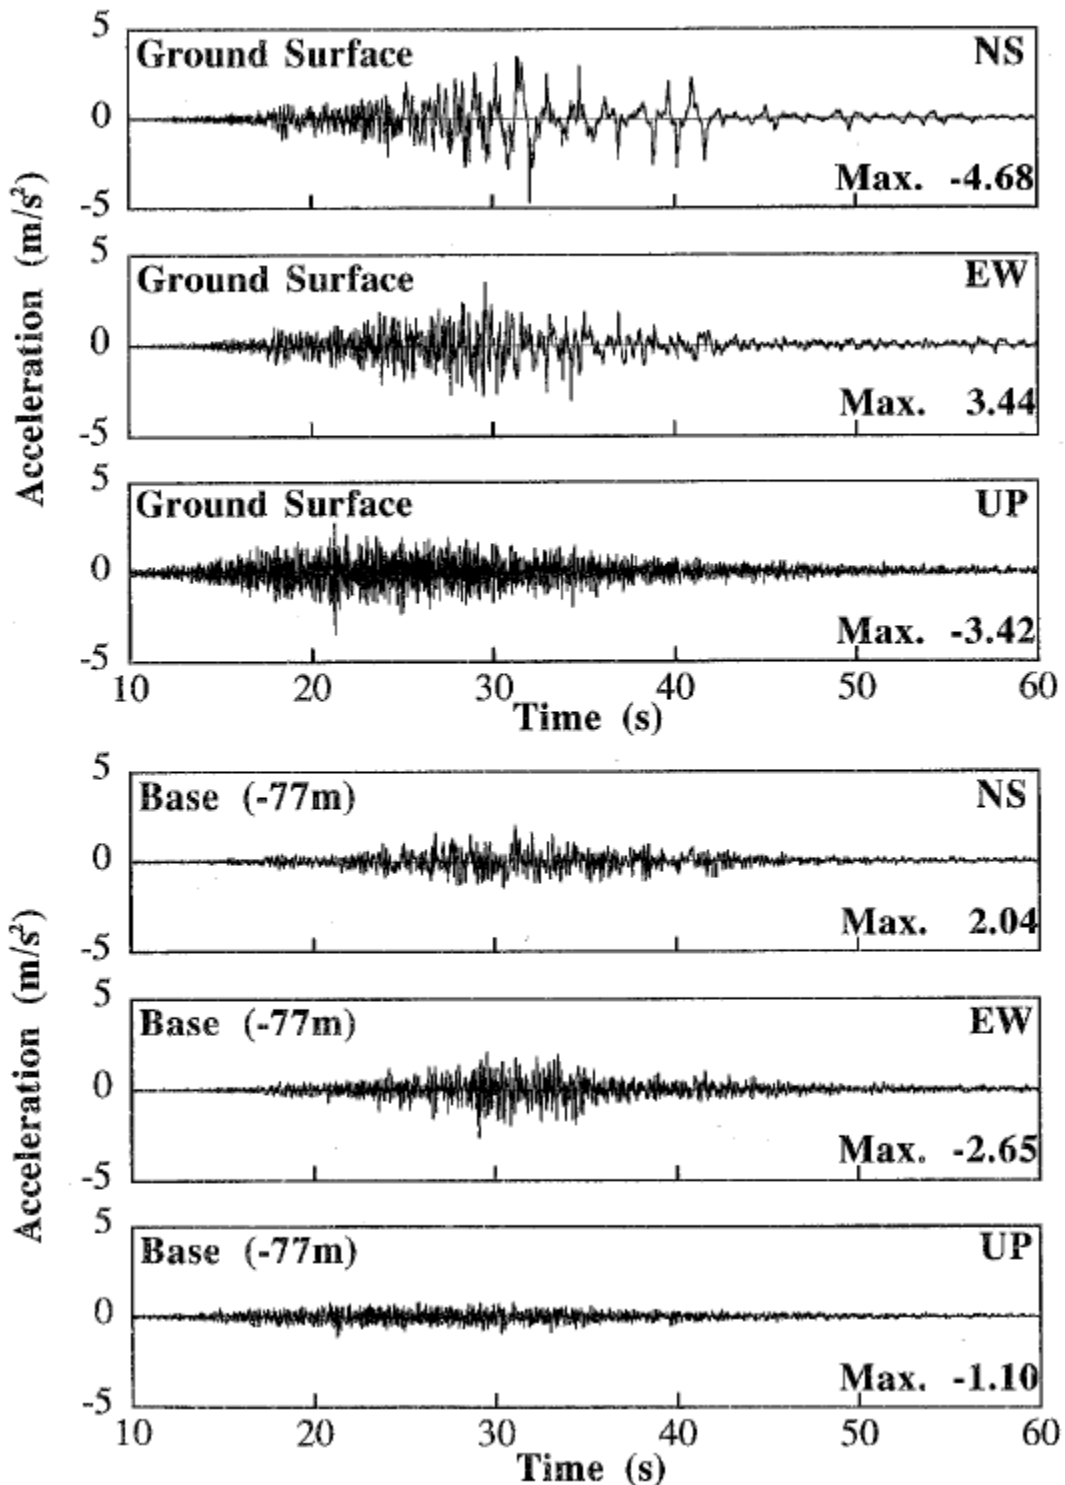 Acceleration (m/s²)
5
Ground Surface NS
0
Max. -4.68
-5
5
Ground Surface EW
0
Max. 3.44
-5
5
Ground Surface UP
0
Max. -3.42
-5
10 20 30 40 50 60
Time (s)
Acceleration (m/s²)
5
Base (-77m) NS
0
Max. 2.04
-5
5
Base (-77m) EW
0
Max. -2.65
-5
5
Base (-77m) UP
0
Max. -1.10
-5
10 20 30 40 50 60
Time (s)